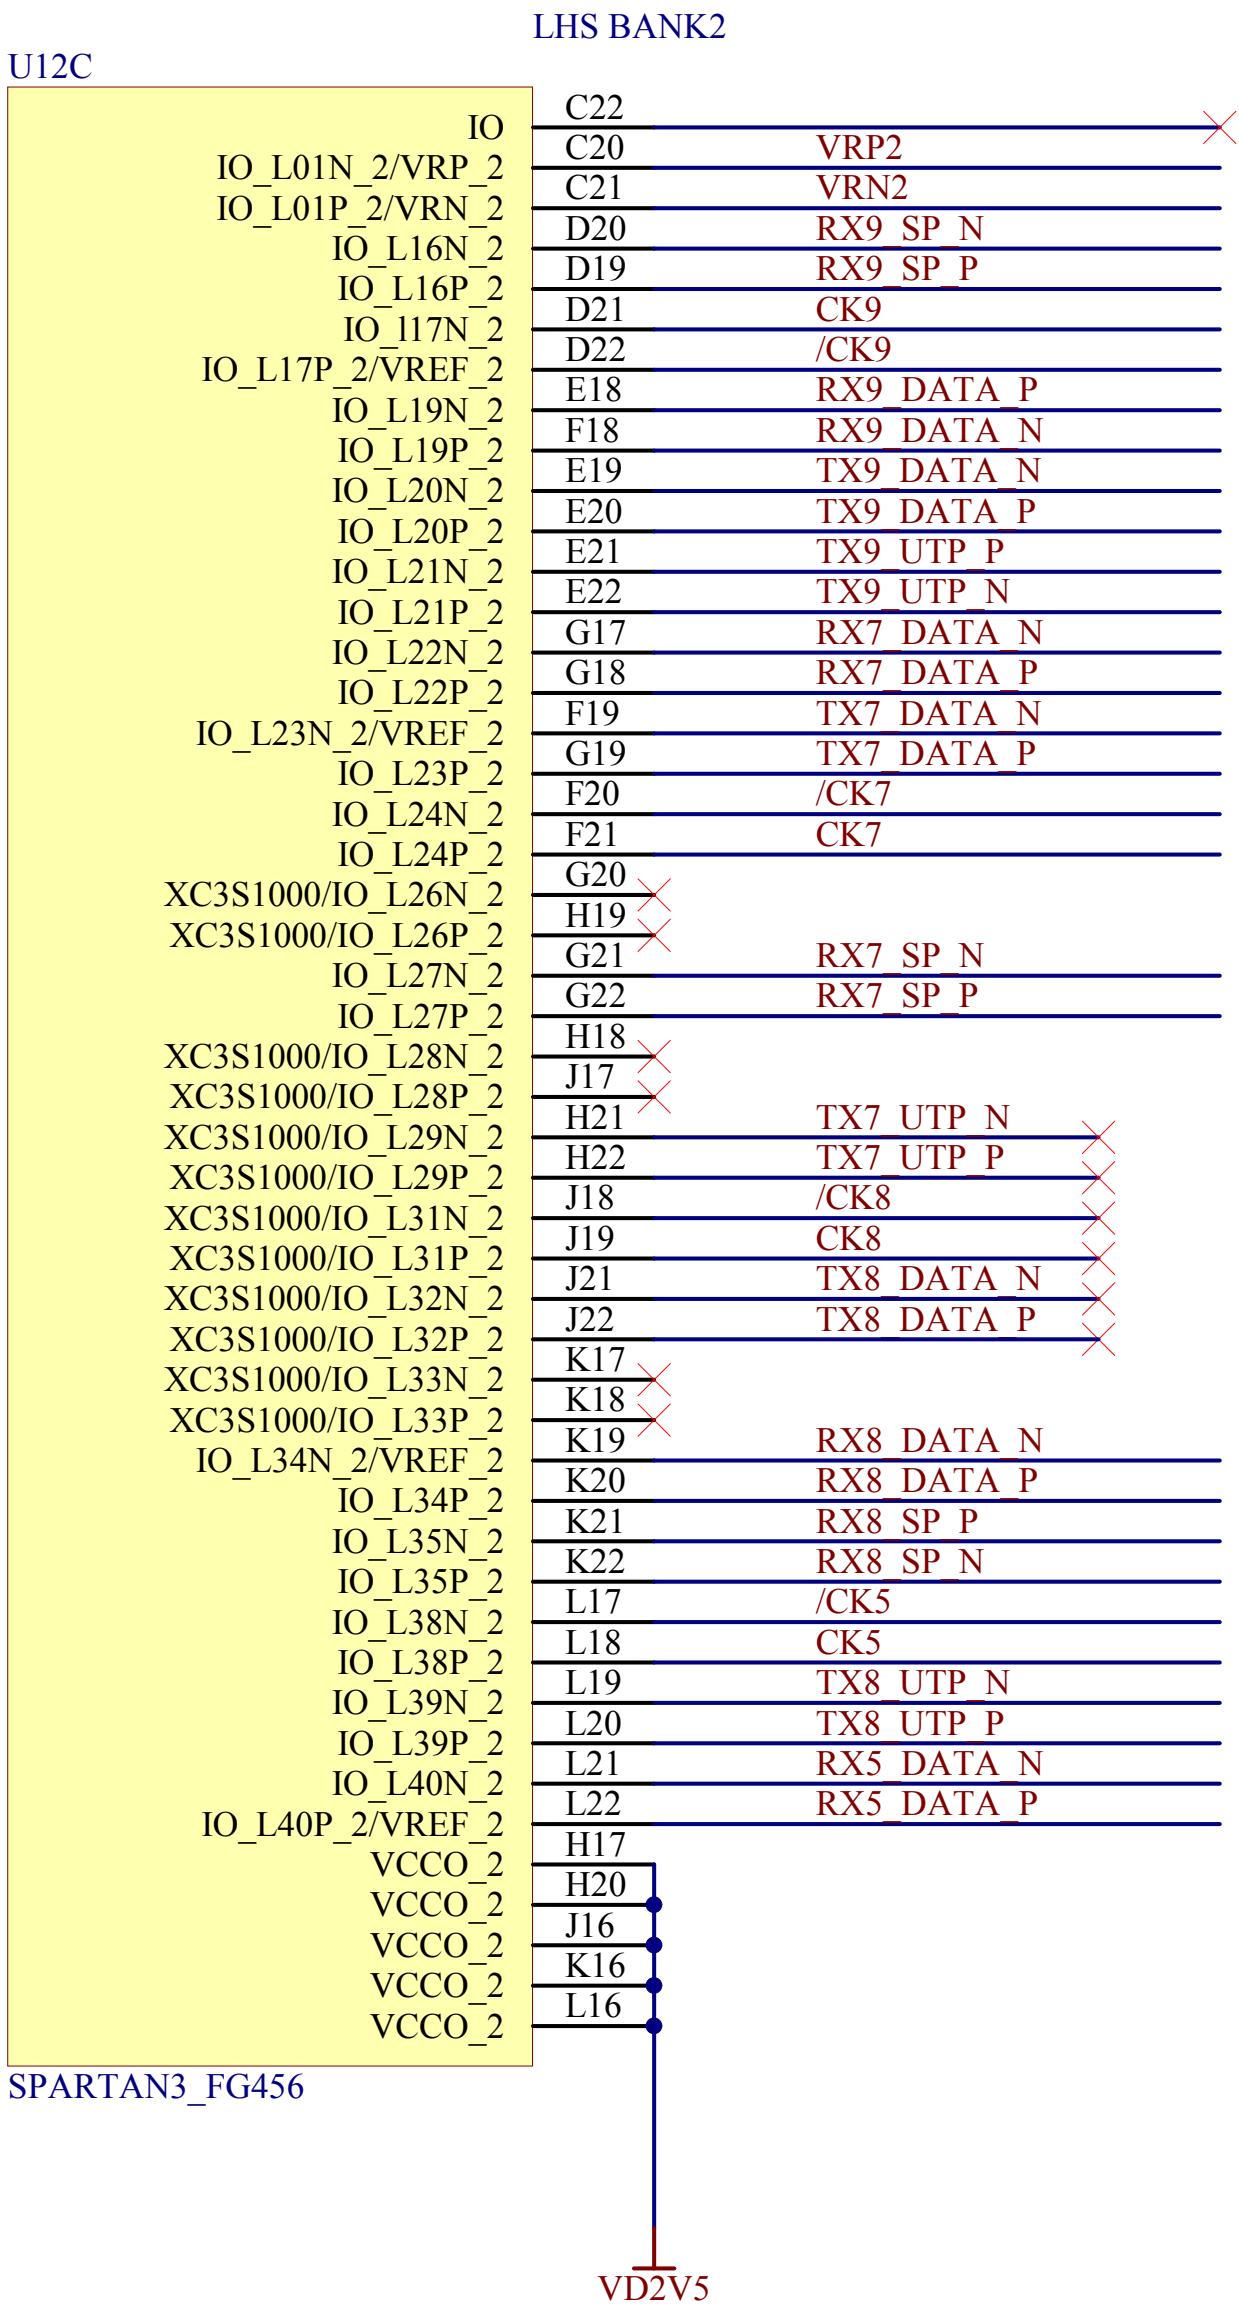 LHS BANK2
U12C
IO C22
IO_L01N_2/VRP_2 C20 VRP2
IO_L01P_2/VRN_2 C21 VRN2
IO_L16N_2 D20 RX9_SP_N
IO_L16P_2 D19 RX9_SP_P
IO_l17N_2 D21 CK9
IO_L17P_2/VREF_2 D22 /CK9
IO_L19N_2 E18 RX9_DATA_P
IO_L19P_2 F18 RX9_DATA_N
IO_L20N_2 E19 TX9_DATA_N
IO_L20P_2 E20 TX9_DATA_P
IO_L21N_2 E21 TX9_UTP_P
IO_L21P_2 E22 TX9_UTP_N
IO_L22N_2 G17 RX7_DATA_N
IO_L22P_2 G18 RX7_DATA_P
IO_L23N_2/VREF_2 F19 TX7_DATA_N
IO_L23P_2 G19 TX7_DATA_P
IO_L24N_2 F20 /CK7
IO_L24P_2 F21 CK7
XC3S1000/IO_L26N_2 G20
XC3S1000/IO_L26P_2 H19
IO_L27N_2 G21 RX7_SP_N
IO_L27P_2 G22 RX7_SP_P
XC3S1000/IO_L28N_2 H18
XC3S1000/IO_L28P_2 J17
XC3S1000/IO_L29N_2 H21 TX7_UTP_N
XC3S1000/IO_L29P_2 H22 TX7_UTP_P
XC3S1000/IO_L31N_2 J18 /CK8
XC3S1000/IO_L31P_2 J19 CK8
XC3S1000/IO_L32N_2 J21 TX8_DATA_N
XC3S1000/IO_L32P_2 J22 TX8_DATA_P
XC3S1000/IO_L33N_2 K17
XC3S1000/IO_L33P_2 K18
IO_L34N_2/VREF_2 K19 RX8_DATA_N
IO_L34P_2 K20 RX8_DATA_P
IO_L35N_2 K21 RX8_SP_P
IO_L35P_2 K22 RX8_SP_N
IO_L38N_2 L17 /CK5
IO_L38P_2 L18 CK5
IO_L39N_2 L19 TX8_UTP_N
IO_L39P_2 L20 TX8_UTP_P
IO_L40N_2 L21 RX5_DATA_N
IO_L40P_2/VREF_2 L22 RX5_DATA_P
VCCO_2 H17
VCCO_2 H20
VCCO_2 J16
VCCO_2 K16
VCCO_2 L16
SPARTAN3_FG456
VD2V5